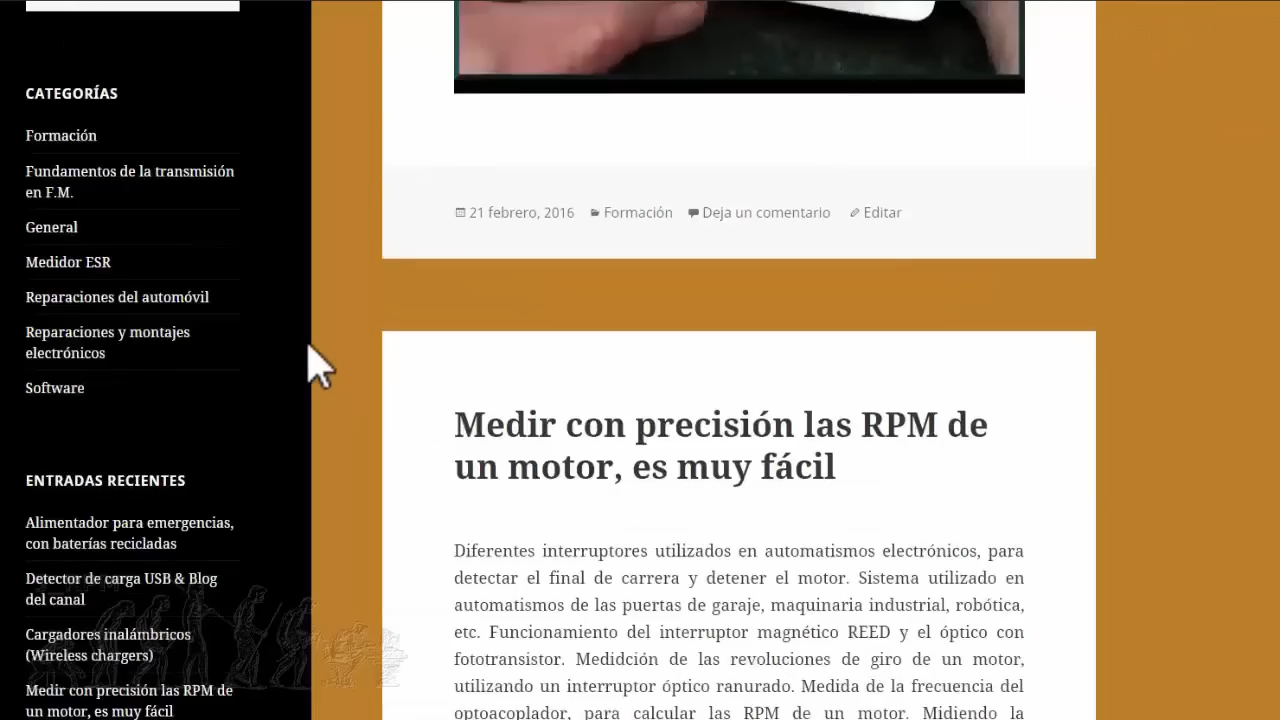 CATEGORÍAS
Formación
Fundamentos de la transmisión
en F.M.
General
Medidor ESR
Reparaciones del automóvil
Reparaciones y montajes
electrónicos
Software
ENTRADAS RECIENTES
Alimentador para emergencias,
con baterías recicladas
Detector de carga USB & Blog
del canal
Cargadores inalámbricos
(Wireless chargers)
Medir con precisión las RPM de
un motor, es muy fácil
21 febrero, 2016 Formación Deja un comentario Editar
Medir con precisión las RPM de
un motor, es muy fácil
Diferentes interruptores utilizados en automatismos electrónicos, para
detectar el final de carrera y detener el motor. Sistema utilizado en
automatismos de las puertas de garaje, maquinaria industrial, robótica,
etc. Funcionamiento del interruptor magnético REED y el óptico con
fototransistor. Medidción de las revoluciones de giro de un motor,
utilizando un interruptor óptico ranurado. Medida de la frecuencia del
optoacoplador, para calcular las RPM de un motor. Midiendo la